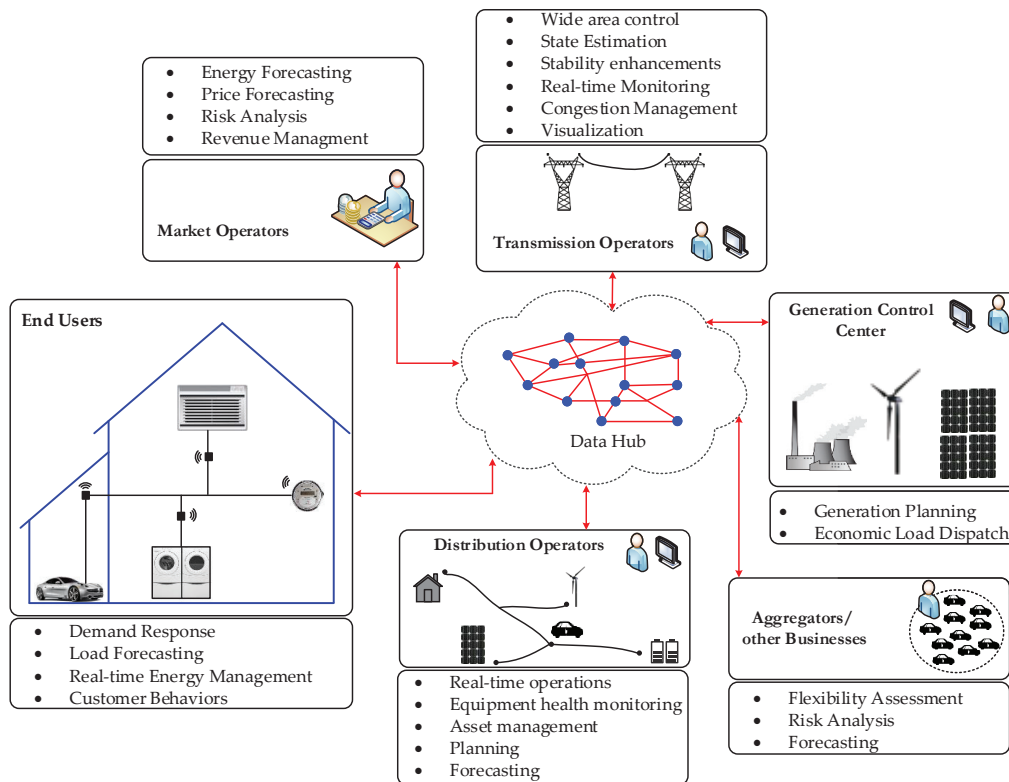 • Energy Forecasting
• Price Forecasting
• Risk Analysis
• Revenue Managment
Market Operators
• Wide area control
• State Estimation
• Stability enhancements
• Real-time Monitoring
• Congestion Management
• Visualization
Transmission Operators
End Users
• Demand Response
• Load Forecasting
• Real-time Energy Management
• Customer Behaviors
Data Hub
Generation Control
Center
• Generation Planning
• Economic Load Dispatch
Distribution Operators
• Real-time operations
• Equipment health monitoring
• Asset management
• Planning
• Forecasting
Aggregators/
other Businesses
• Flexibility Assessment
• Risk Analysis
• Forecasting